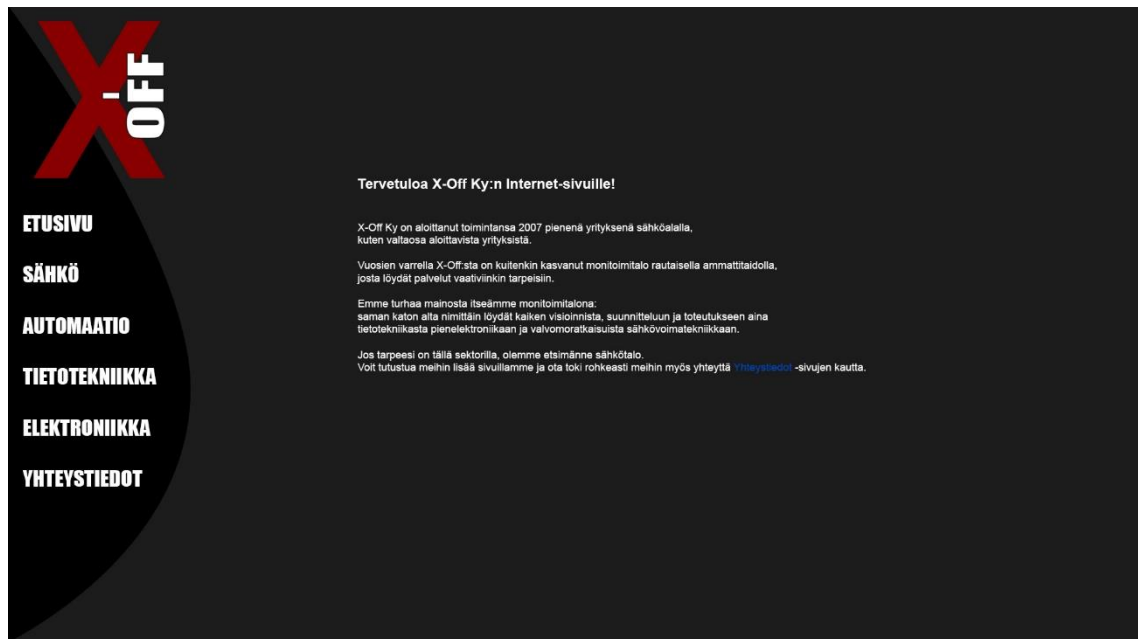 X-OFF
ETUSIVU
SÄHKÖ
AUTOMAATIO
TIETOTEKNIIKKA
ELEKTRONIIKKA
YHTEYSTIEDOT
Tervetuloa X-Off Ky:n Internet-sivuille!
X-Off Ky on aloittanut toimintansa 2007 pienenä yrityksenä sähköalalla,
kuten valtaosa aloittavista yrityksistä.
Vuosien varrella X-Off:sta on kuitenkin kasvanut monitoimitalo rautaisella ammattitaidolla,
josta löydät palvelut vaativiinkin tarpeisiin.
Emme turhaa mainosta itseämme monitoimitalona:
saman katon alta nimittäin löydät kaiken visioinnista, suunnitteluun ja toteutukseen aina
tietotekniikasta pienelektroniikaan ja valvomoratkaisuista sähkövoimatekniikkaan.
Jos tarpeesi on tällä sektorilla, olemme etsimänne sähkötalo.
Voit tutustua meihin lisää sivuillamme ja ota toki rohkeasti meihin myös yhteyttä Yhteystiedot -sivujen kautta.